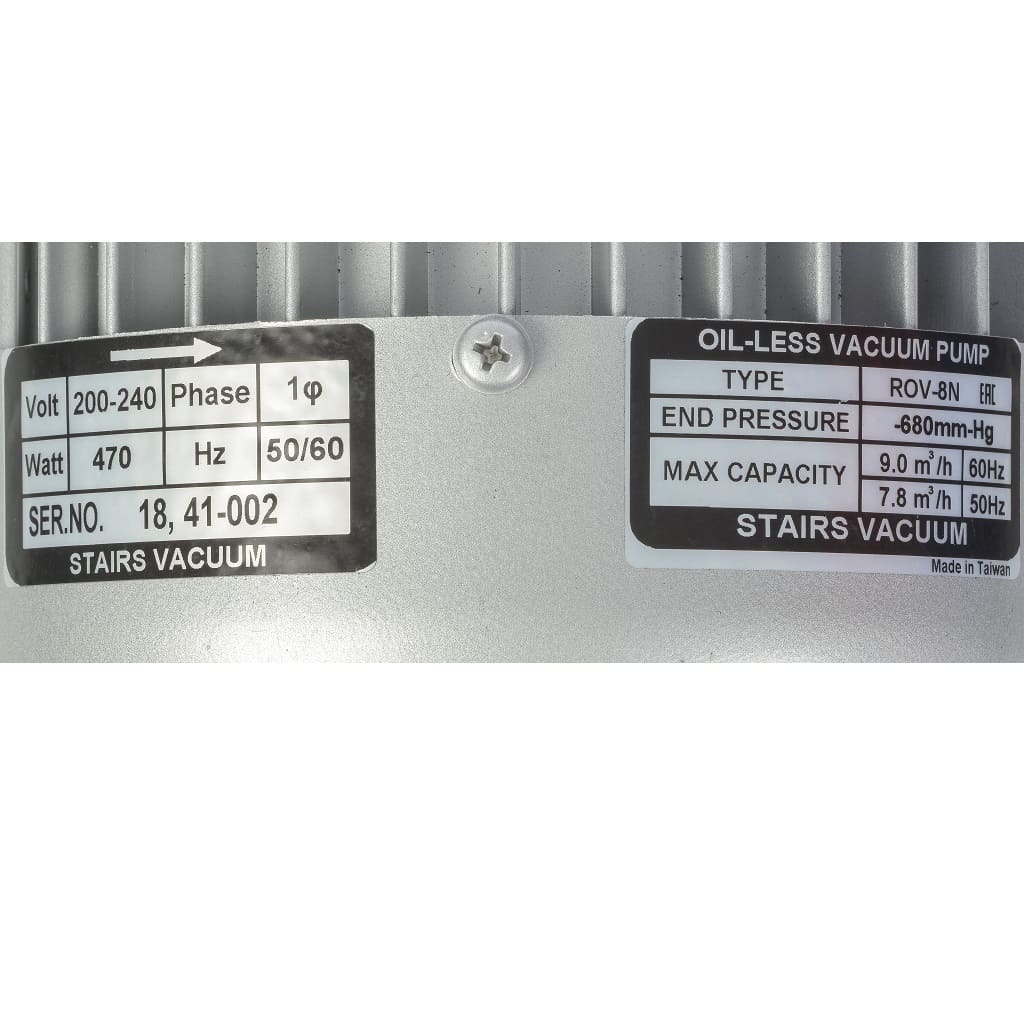 Volt 200-240 Phase 1φ
Watt 470 Hz 50/60
SER.NO. 18, 41-002
STAIRS VACUUM
OIL-LESS VACUUM PUMP
TYPE ROV-8N EAC
END PRESSURE -680mm-Hg
MAX CAPACITY 9.0 m³/h 60Hz
7.8 m³/h 50Hz
STAIRS VACUUM
Made in Taiwan